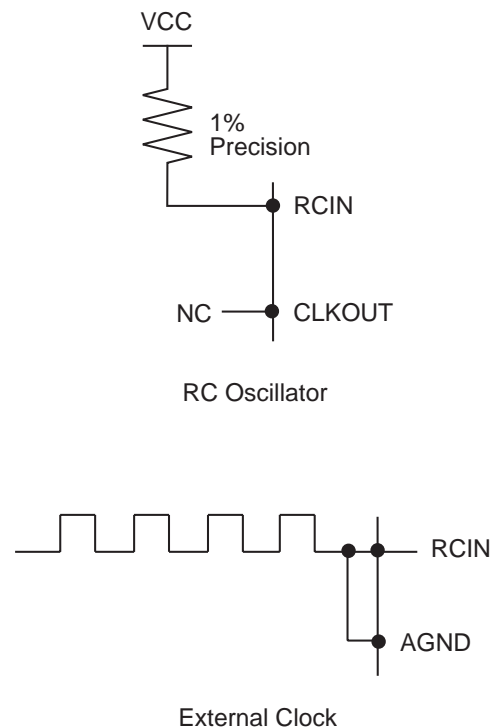 VCC
1%
Precision
RCIN
NC
CLKOUT
RC Oscillator
RCIN
AGND
External Clock